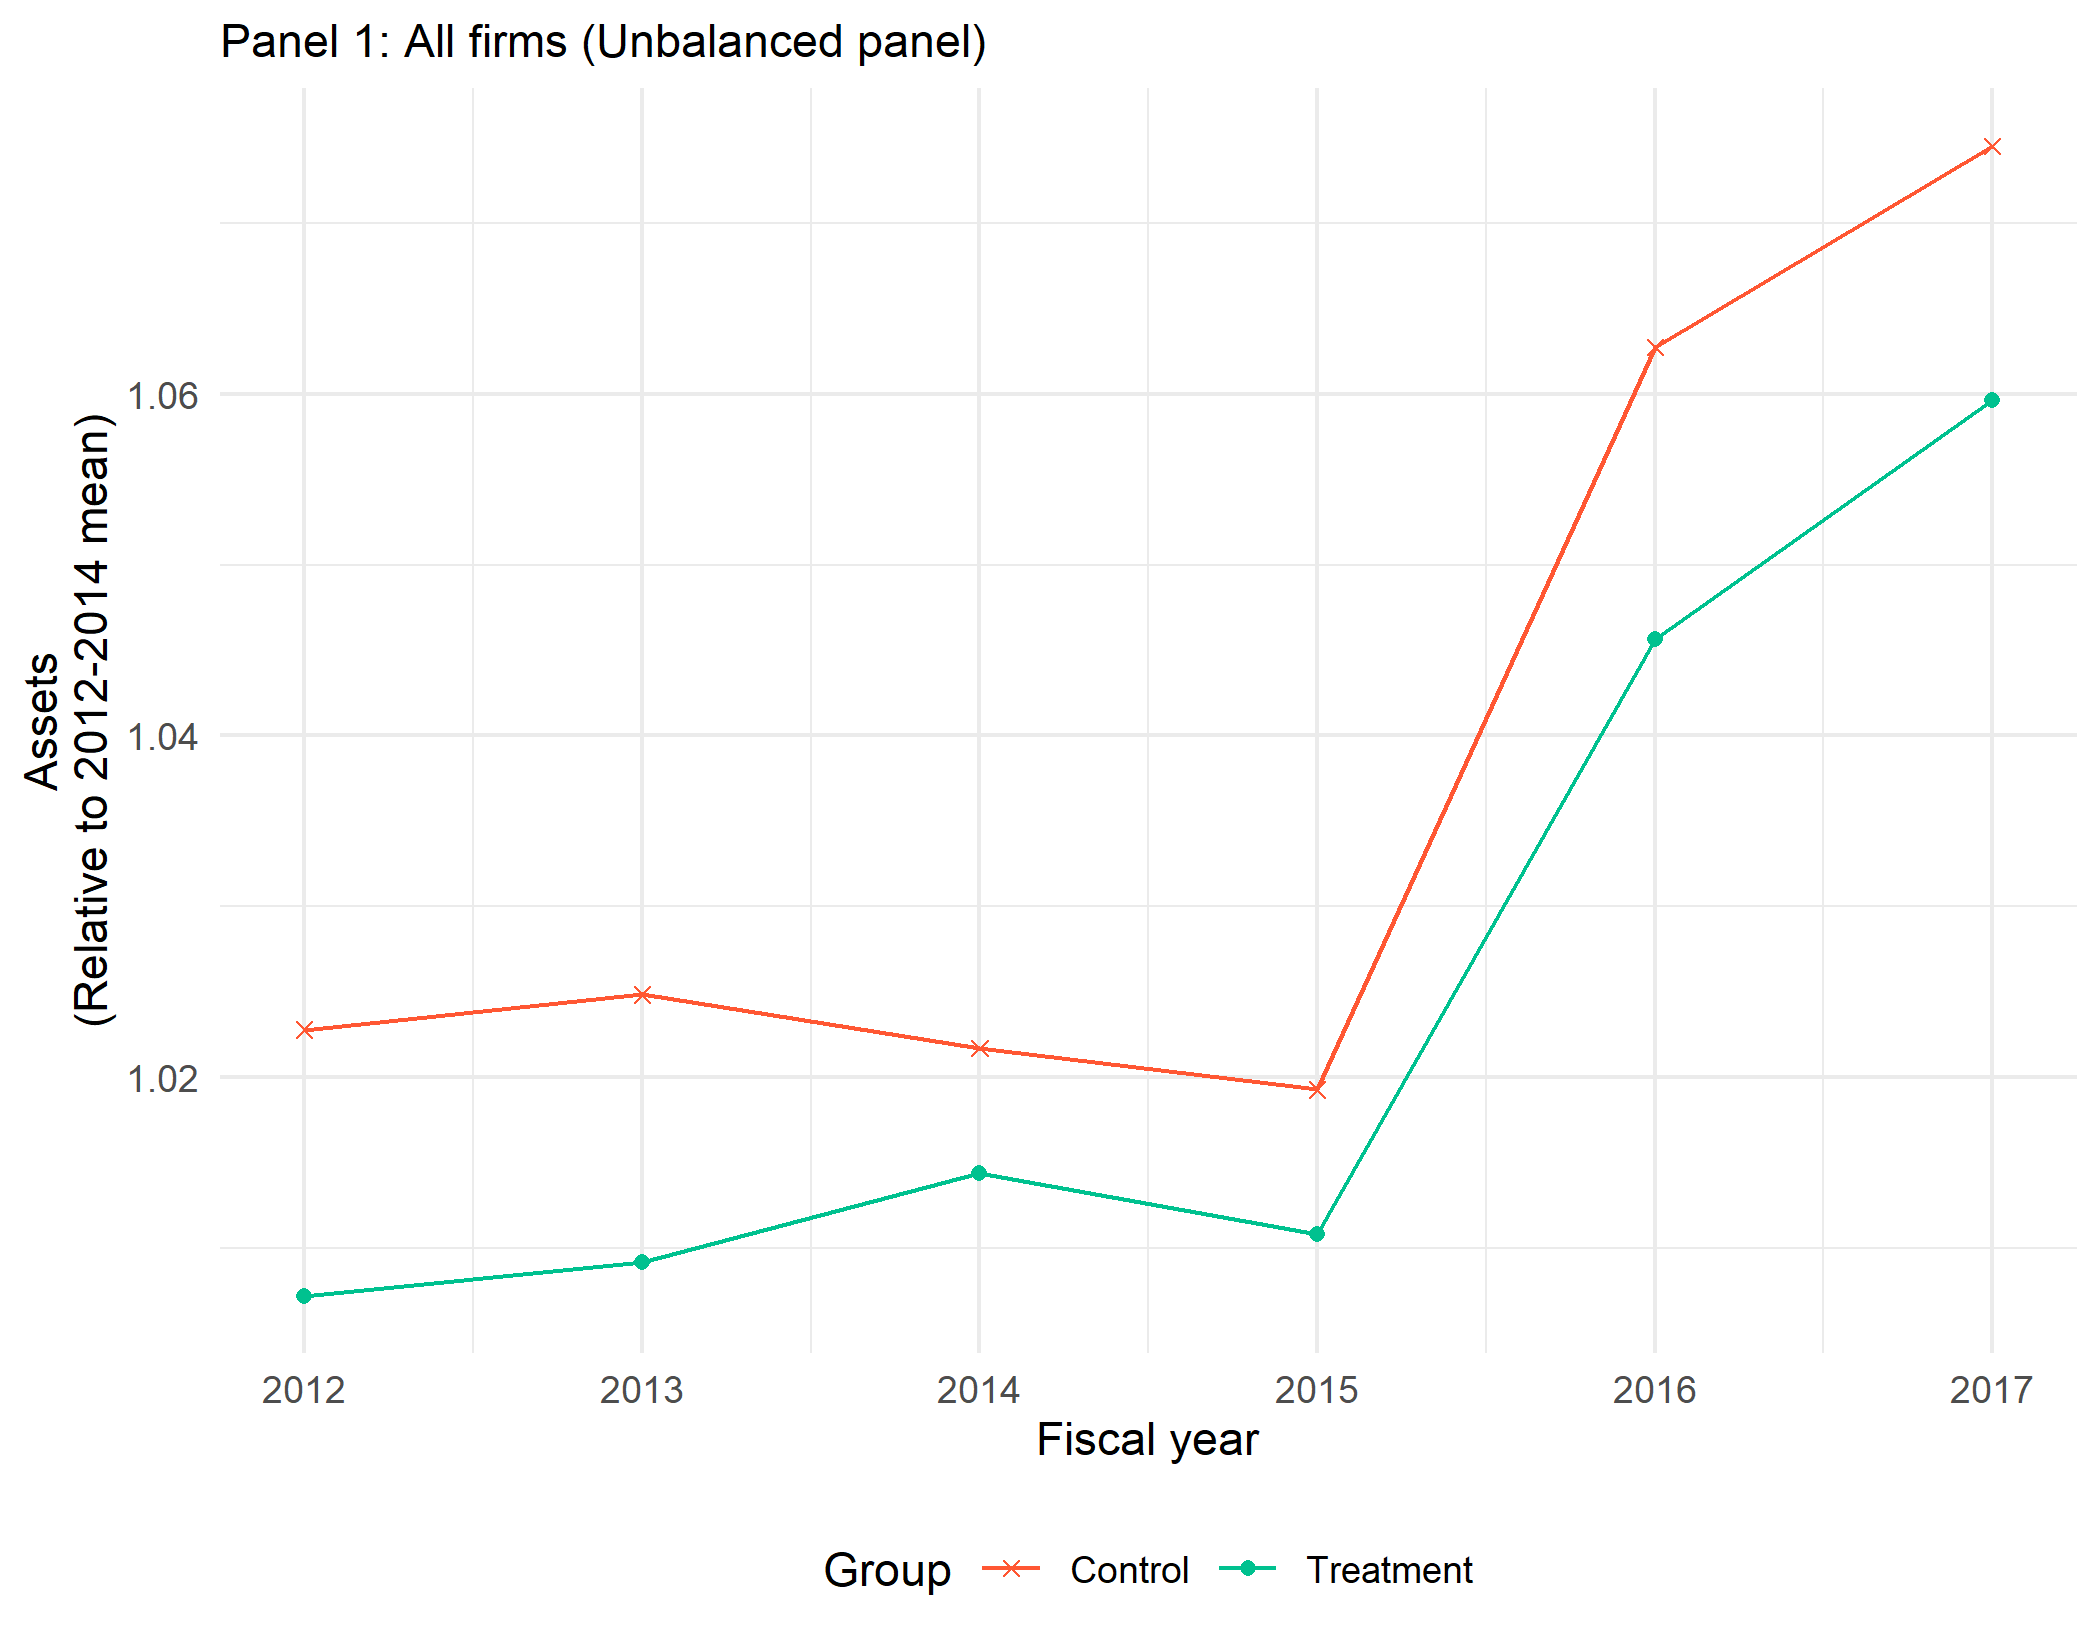 Panel 1: All firms (Unbalanced panel)
Assets
(Relative to 2012-2014 mean)
1.06
1.04
1.02
2012 2013 2014 2015 2016 2017
Fiscal year
Group Control Treatment